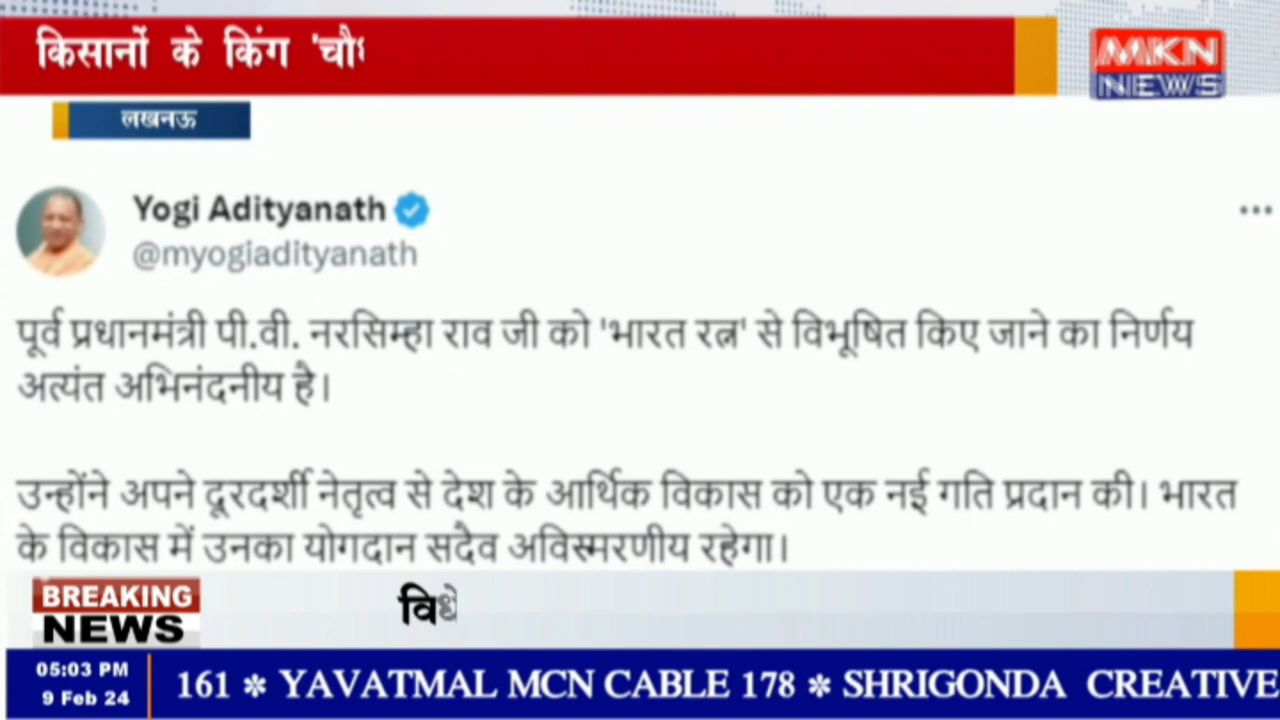 किसानों के किंग 'चौ
MKN
NEWS
लखनऊ
Yogi Adityanath
@myogiadityanath
पूर्व प्रधानमंत्री पी.वी. नरसिम्हा राव जी को 'भारत रत्न' से विभूषित किए जाने का निर्णय
अत्यंत अभिनंदनीय है।
उन्होंने अपने दूरदर्शी नेतृत्व से देश के आर्थिक विकास को एक नई गति प्रदान की। भारत
के विकास में उनका योगदान सदैव अविस्मरणीय रहेगा।
BREAKING
NEWS
विधे
05:03 PM
9 Feb 24
161 * YAVATMAL MCN CABLE 178 * SHRIGONDA CREATIVE